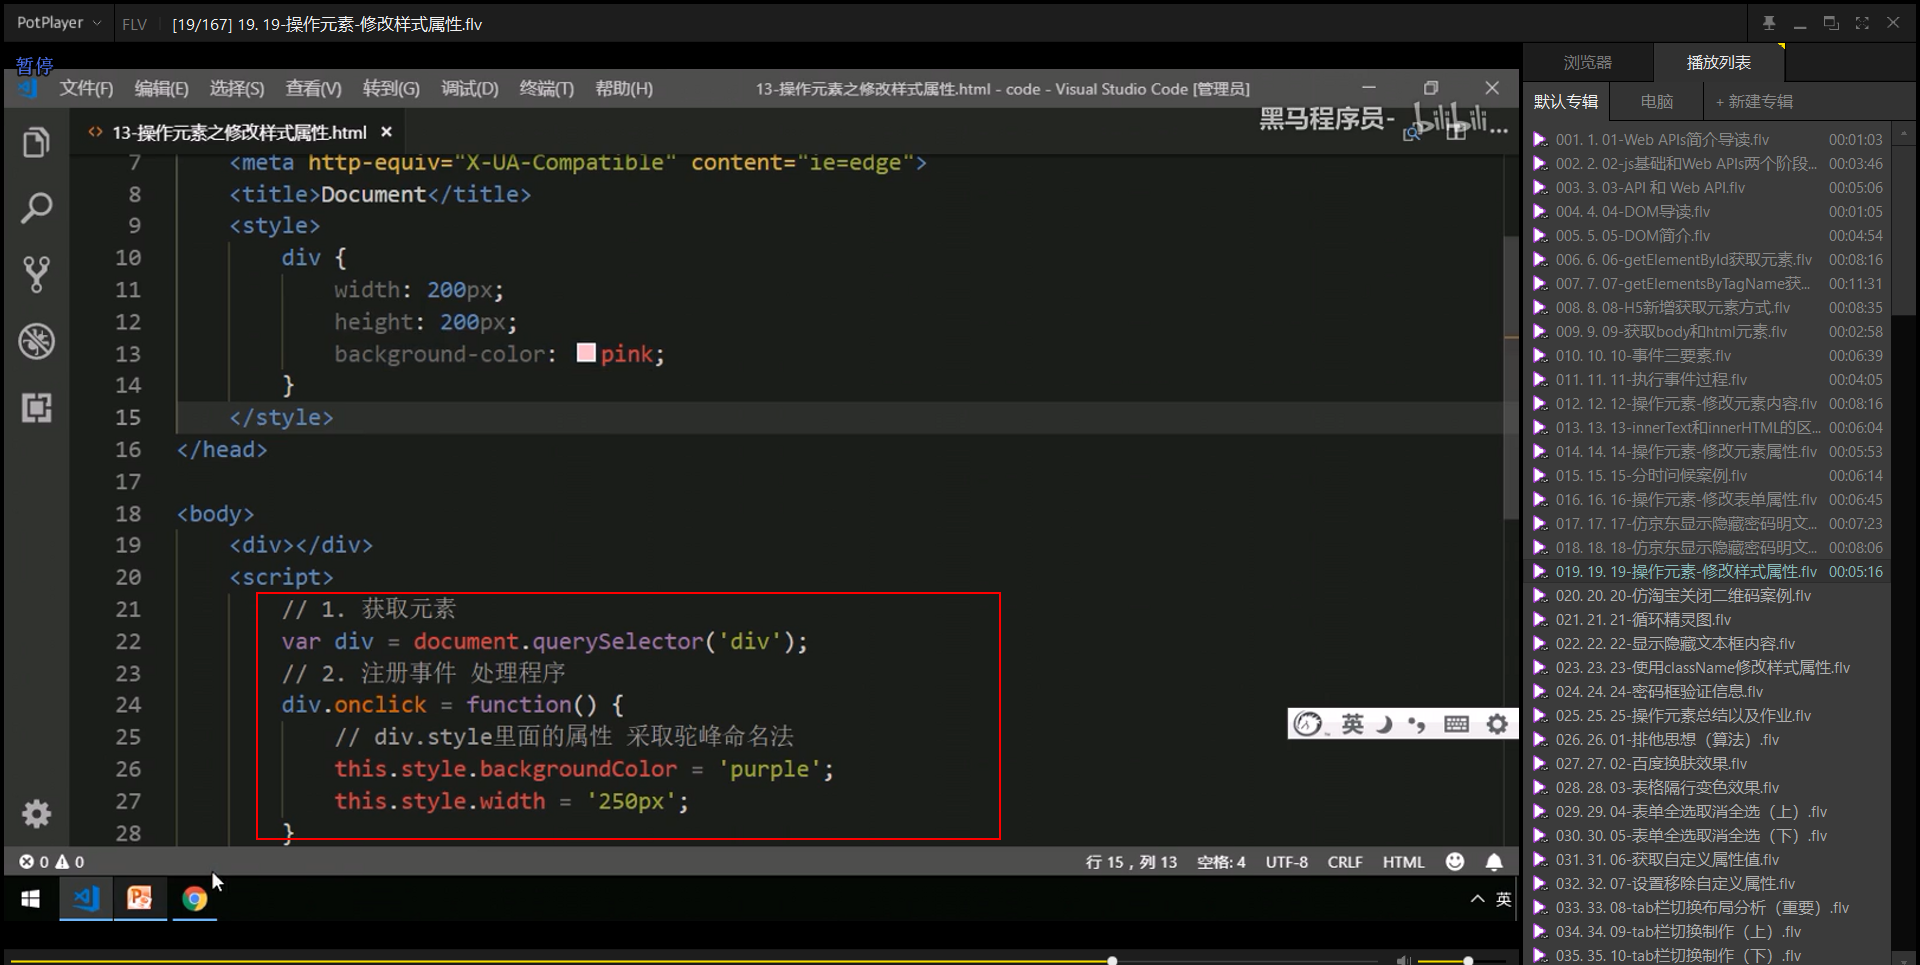 PotPlayer FLV [19/167] 19. 19-操作元素-修改样式属性.flv
暂停
文件(F) 编辑(E) 选择(S) 查看(V) 转到(G) 调试(D) 终端(T) 帮助(H) 13-操作元素之修改样式属性.html - code - Visual Studio Code [管理员]
13-操作元素之修改样式属性.html
黑马程序员- bilibili
7 <meta http-equiv="X-UA-Compatible" content="ie=edge">
8 <title>Document</title>
9 <style>
10 div {
11 width: 200px;
12 height: 200px;
13 background-color: pink;
14 }
15 </style>
16 </head>
17
18 <body>
19 <div></div>
20 <script>
21 // 1. 获取元素
22 var div = document.querySelector('div');
23 // 2. 注册事件 处理程序
24 div.onclick = function() {
25 // div.style里面的属性 采取驼峰命名法
26 this.style.backgroundColor = 'purple';
27 this.style.width = '250px';
28 }
英
0 0 行 15，列 13 空格: 4 UTF-8 CRLF HTML
英
浏览器 播放列表
默认专辑 电脑 + 新建专辑
001. 1. 01-Web APIs简介导读.flv 00:01:03
002. 2. 02-js基础和Web APIs两个阶段... 00:03:46
003. 3. 03-API 和 Web API.flv 00:05:06
004. 4. 04-DOM导读.flv 00:01:05
005. 5. 05-DOM简介.flv 00:04:54
006. 6. 06-getElementById获取元素.flv 00:08:16
007. 7. 07-getElementsByTagName获... 00:11:31
008. 8. 08-H5新增获取元素方式.flv 00:08:35
009. 9. 09-获取body和html元素.flv 00:02:58
010. 10. 10-事件三要素.flv 00:06:39
011. 11. 11-执行事件过程.flv 00:04:05
012. 12. 12-操作元素-修改元素内容.flv 00:08:16
013. 13. 13-innerText和innerHTML的区... 00:06:04
014. 14. 14-操作元素-修改元素属性.flv 00:05:53
015. 15. 15-分时问候案例.flv 00:06:14
016. 16. 16-操作元素-修改表单属性.flv 00:06:45
017. 17. 17-仿京东显示隐藏密码明文... 00:07:23
018. 18. 18-仿京东显示隐藏密码明文... 00:08:06
019. 19. 19-操作元素-修改样式属性.flv 00:05:16
020. 20. 20-仿淘宝关闭二维码案例.flv
021. 21. 21-循环精灵图.flv
022. 22. 22-显示隐藏文本框内容.flv
023. 23. 23-使用className修改样式属性.flv
024. 24. 24-密码框验证信息.flv
025. 25. 25-操作元素总结以及作业.flv
026. 26. 01-排他思想（算法）.flv
027. 27. 02-百度换肤效果.flv
028. 28. 03-表格隔行变色效果.flv
029. 29. 04-表单全选取消全选（上）.flv
030. 30. 05-表单全选取消全选（下）.flv
031. 31. 06-获取自定义属性值.flv
032. 32. 07-设置移除自定义属性.flv
033. 33. 08-tab栏切换布局分析（重要）.flv
034. 34. 09-tab栏切换制作（上）.flv
035. 35. 10-tab栏切换制作（下）.flv